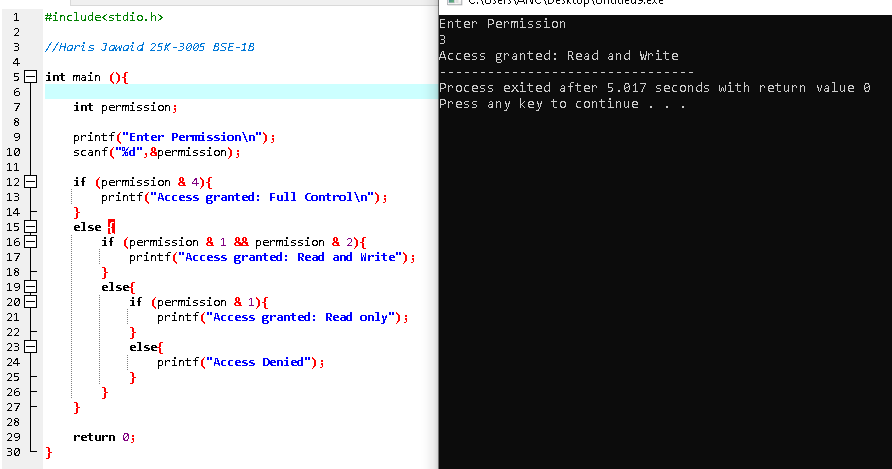 #include<stdio.h>
//Haris Jawaid 25K-3005 BSE-1B
int main (){
int permission;
printf("Enter Permission\n");
scanf("%d",&permission);
if (permission & 4){
printf("Access granted: Full Control\n");
}
else {
if (permission & 1 && permission & 2){
printf("Access granted: Read and Write");
}
else{
if (permission & 1){
printf("Access granted: Read only");
}
else{
printf("Access Denied");
}
}
}
return 0;
}
1
2
3
4
5
6
7
8
9
10
11
12
13
14
15
16
17
18
19
20
21
22
23
24
25
26
27
28
29
30
C:\Users\ANC\Desktop\Untitled9.exe
Enter Permission
3
Access granted: Read and Write
--------------------------------
Process exited after 5.017 seconds with return value 0
Press any key to continue . . .